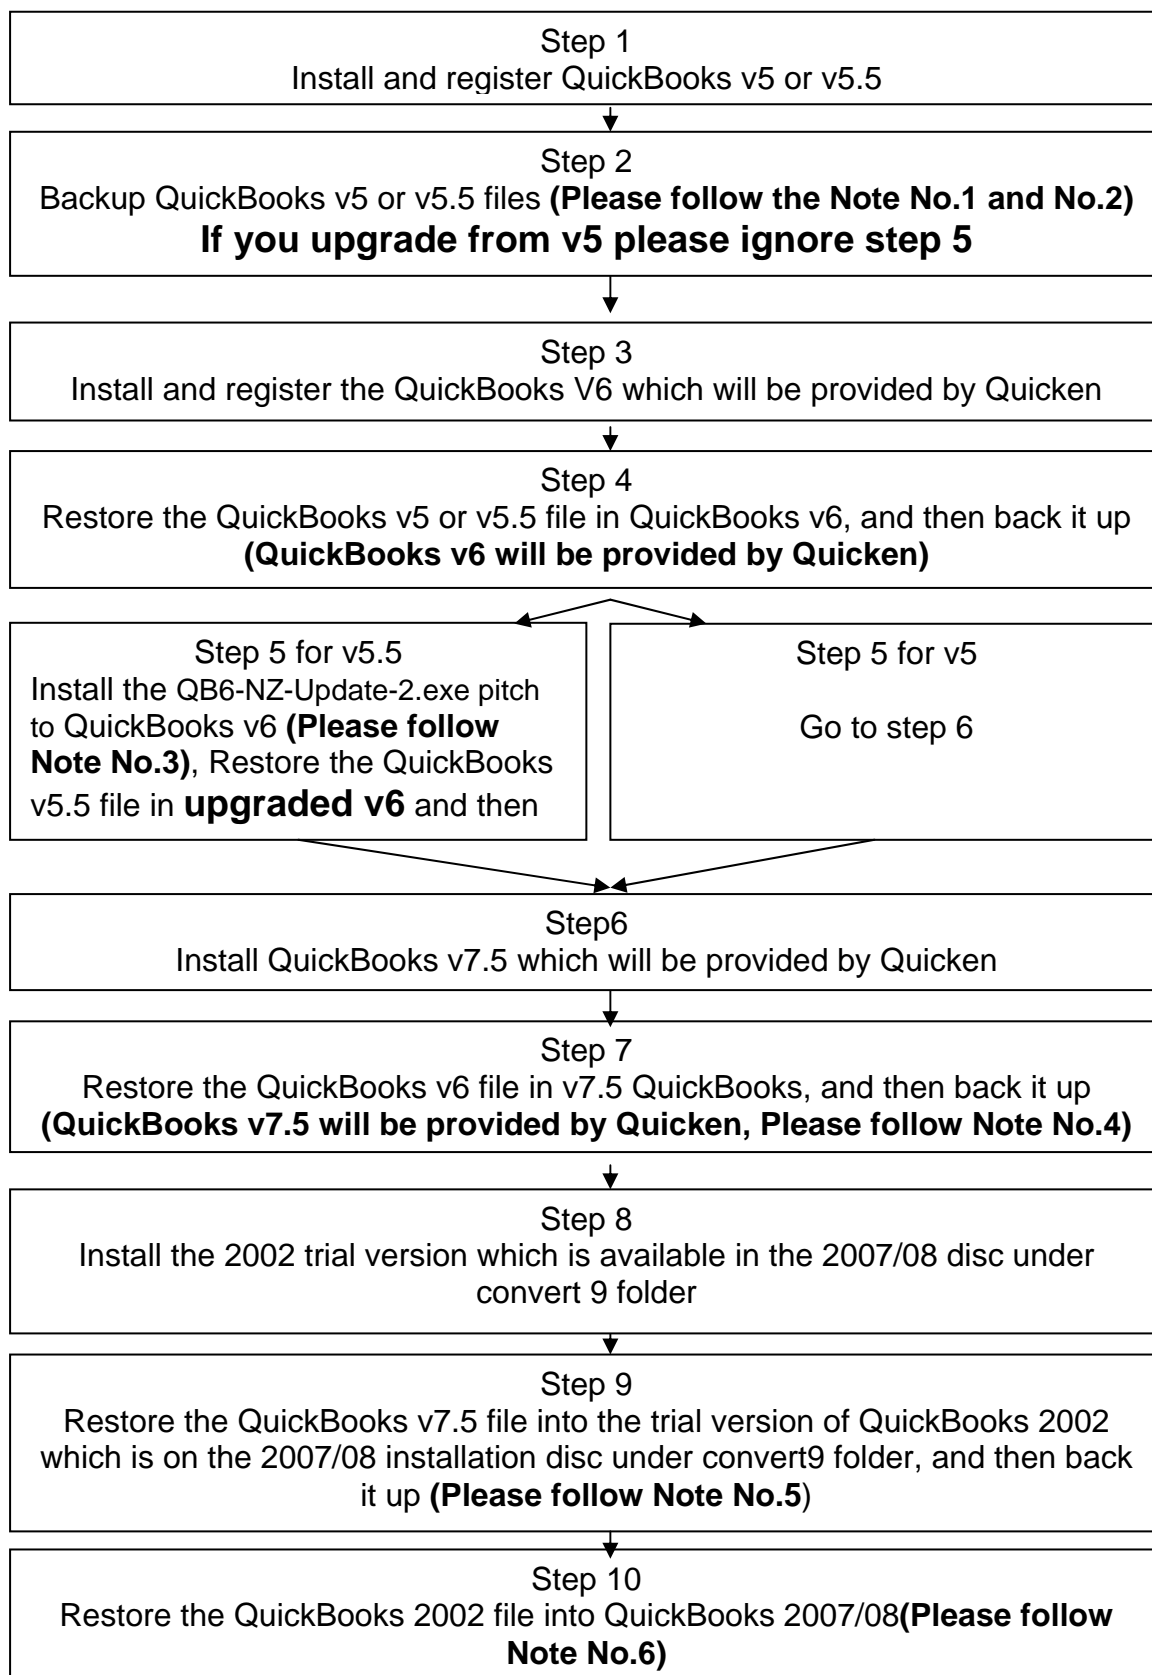 Step 1
Install and register QuickBooks v5 or v5.5
Step 2
Backup QuickBooks v5 or v5.5 files (Please follow the Note No.1 and No.2)
If you upgrade from v5 please ignore step 5
Step 3
Install and register the QuickBooks V6 which will be provided by Quicken
Step 4
Restore the QuickBooks v5 or v5.5 file in QuickBooks v6, and then back it up
(QuickBooks v6 will be provided by Quicken)
Step 5 for v5.5
Install the QB6-NZ-Update-2.exe pitch
to QuickBooks v6 (Please follow
Note No.3), Restore the QuickBooks
v5.5 file in upgraded v6 and then
Step 5 for v5
Go to step 6
Step6
Install QuickBooks v7.5 which will be provided by Quicken
Step 7
Restore the QuickBooks v6 file in v7.5 QuickBooks, and then back it up
(QuickBooks v7.5 will be provided by Quicken, Please follow Note No.4)
Step 8
Install the 2002 trial version which is available in the 2007/08 disc under
convert 9 folder
Step 9
Restore the QuickBooks v7.5 file into the trial version of QuickBooks 2002
which is on the 2007/08 installation disc under convert9 folder, and then back
it up (Please follow Note No.5)
Step 10
Restore the QuickBooks 2002 file into QuickBooks 2007/08(Please follow
Note No.6)